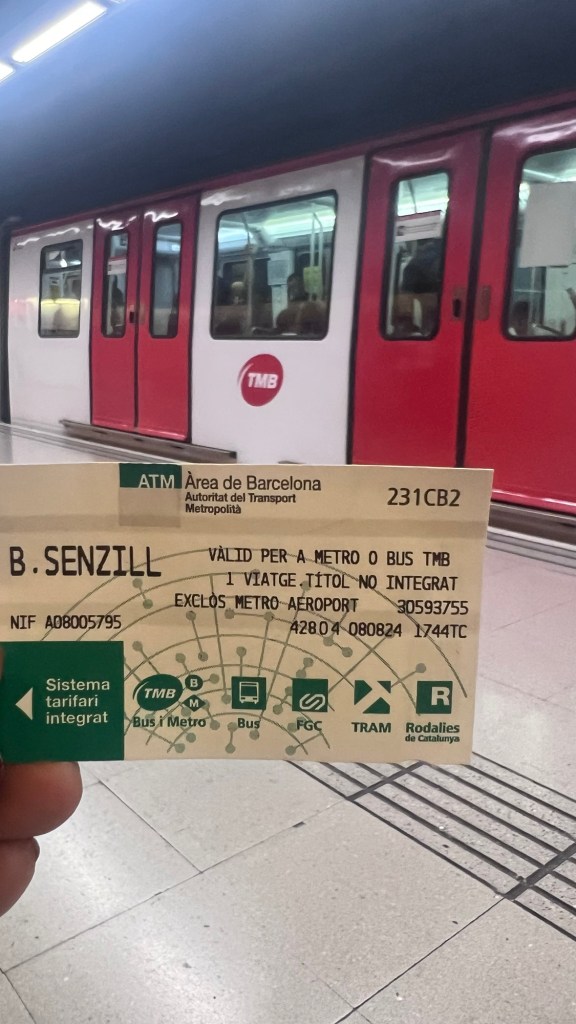 TMB
ATM Àrea de Barcelona
Autoritat del Transport
Metropolità
231CB2
B.SENZILL
VÀLID PER A METRO O BUS TMB
1 VIATGE.TÍTOL NO INTEGRAT
EXCLOS METRO AEROPORT 30593755
NIF A08005795
42804 080824 1744TC
Sistema
tarifari
integrat
TMB B M
Bus i Metro
Bus
FGC
TRAM
R
Rodalies
de Catalunya